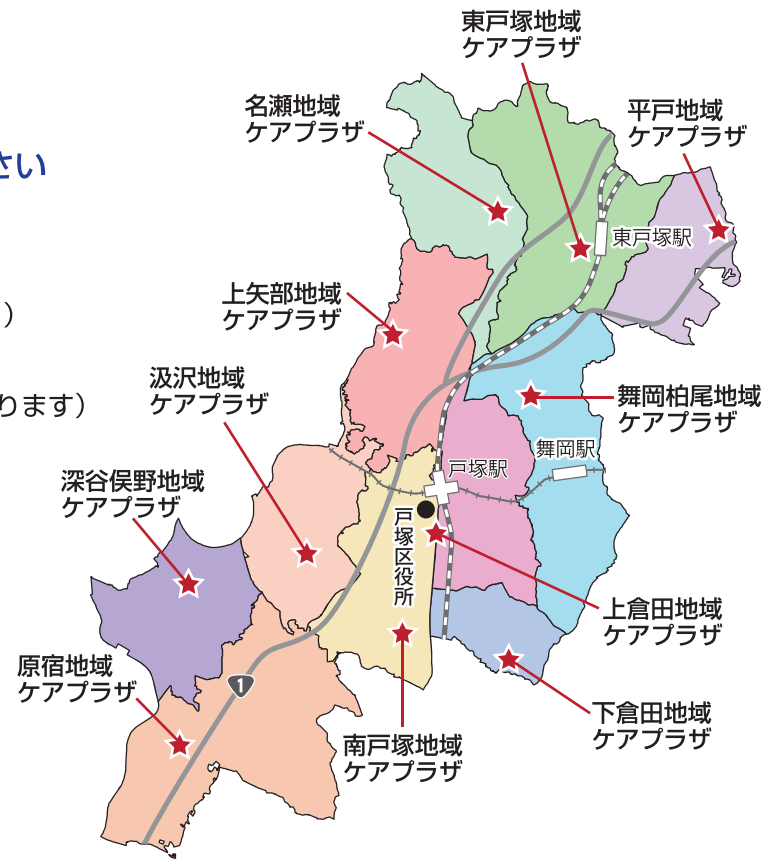 東戸塚地域
ケアプラザ
名瀬地域
ケアプラザ
平戸地域
ケアプラザ
さい
東戸塚駅
上矢部地域
ケアプラザ
）
汲沢地域
ケアプラザ
ります）
舞岡柏尾地域
ケアプラザ
舞岡駅
戸塚駅
深谷俣野地域
ケアプラザ
戸塚区役所
上倉田地域
ケアプラザ
原宿地域
ケアプラザ
1
下倉田地域
ケアプラザ
南戸塚地域
ケアプラザ